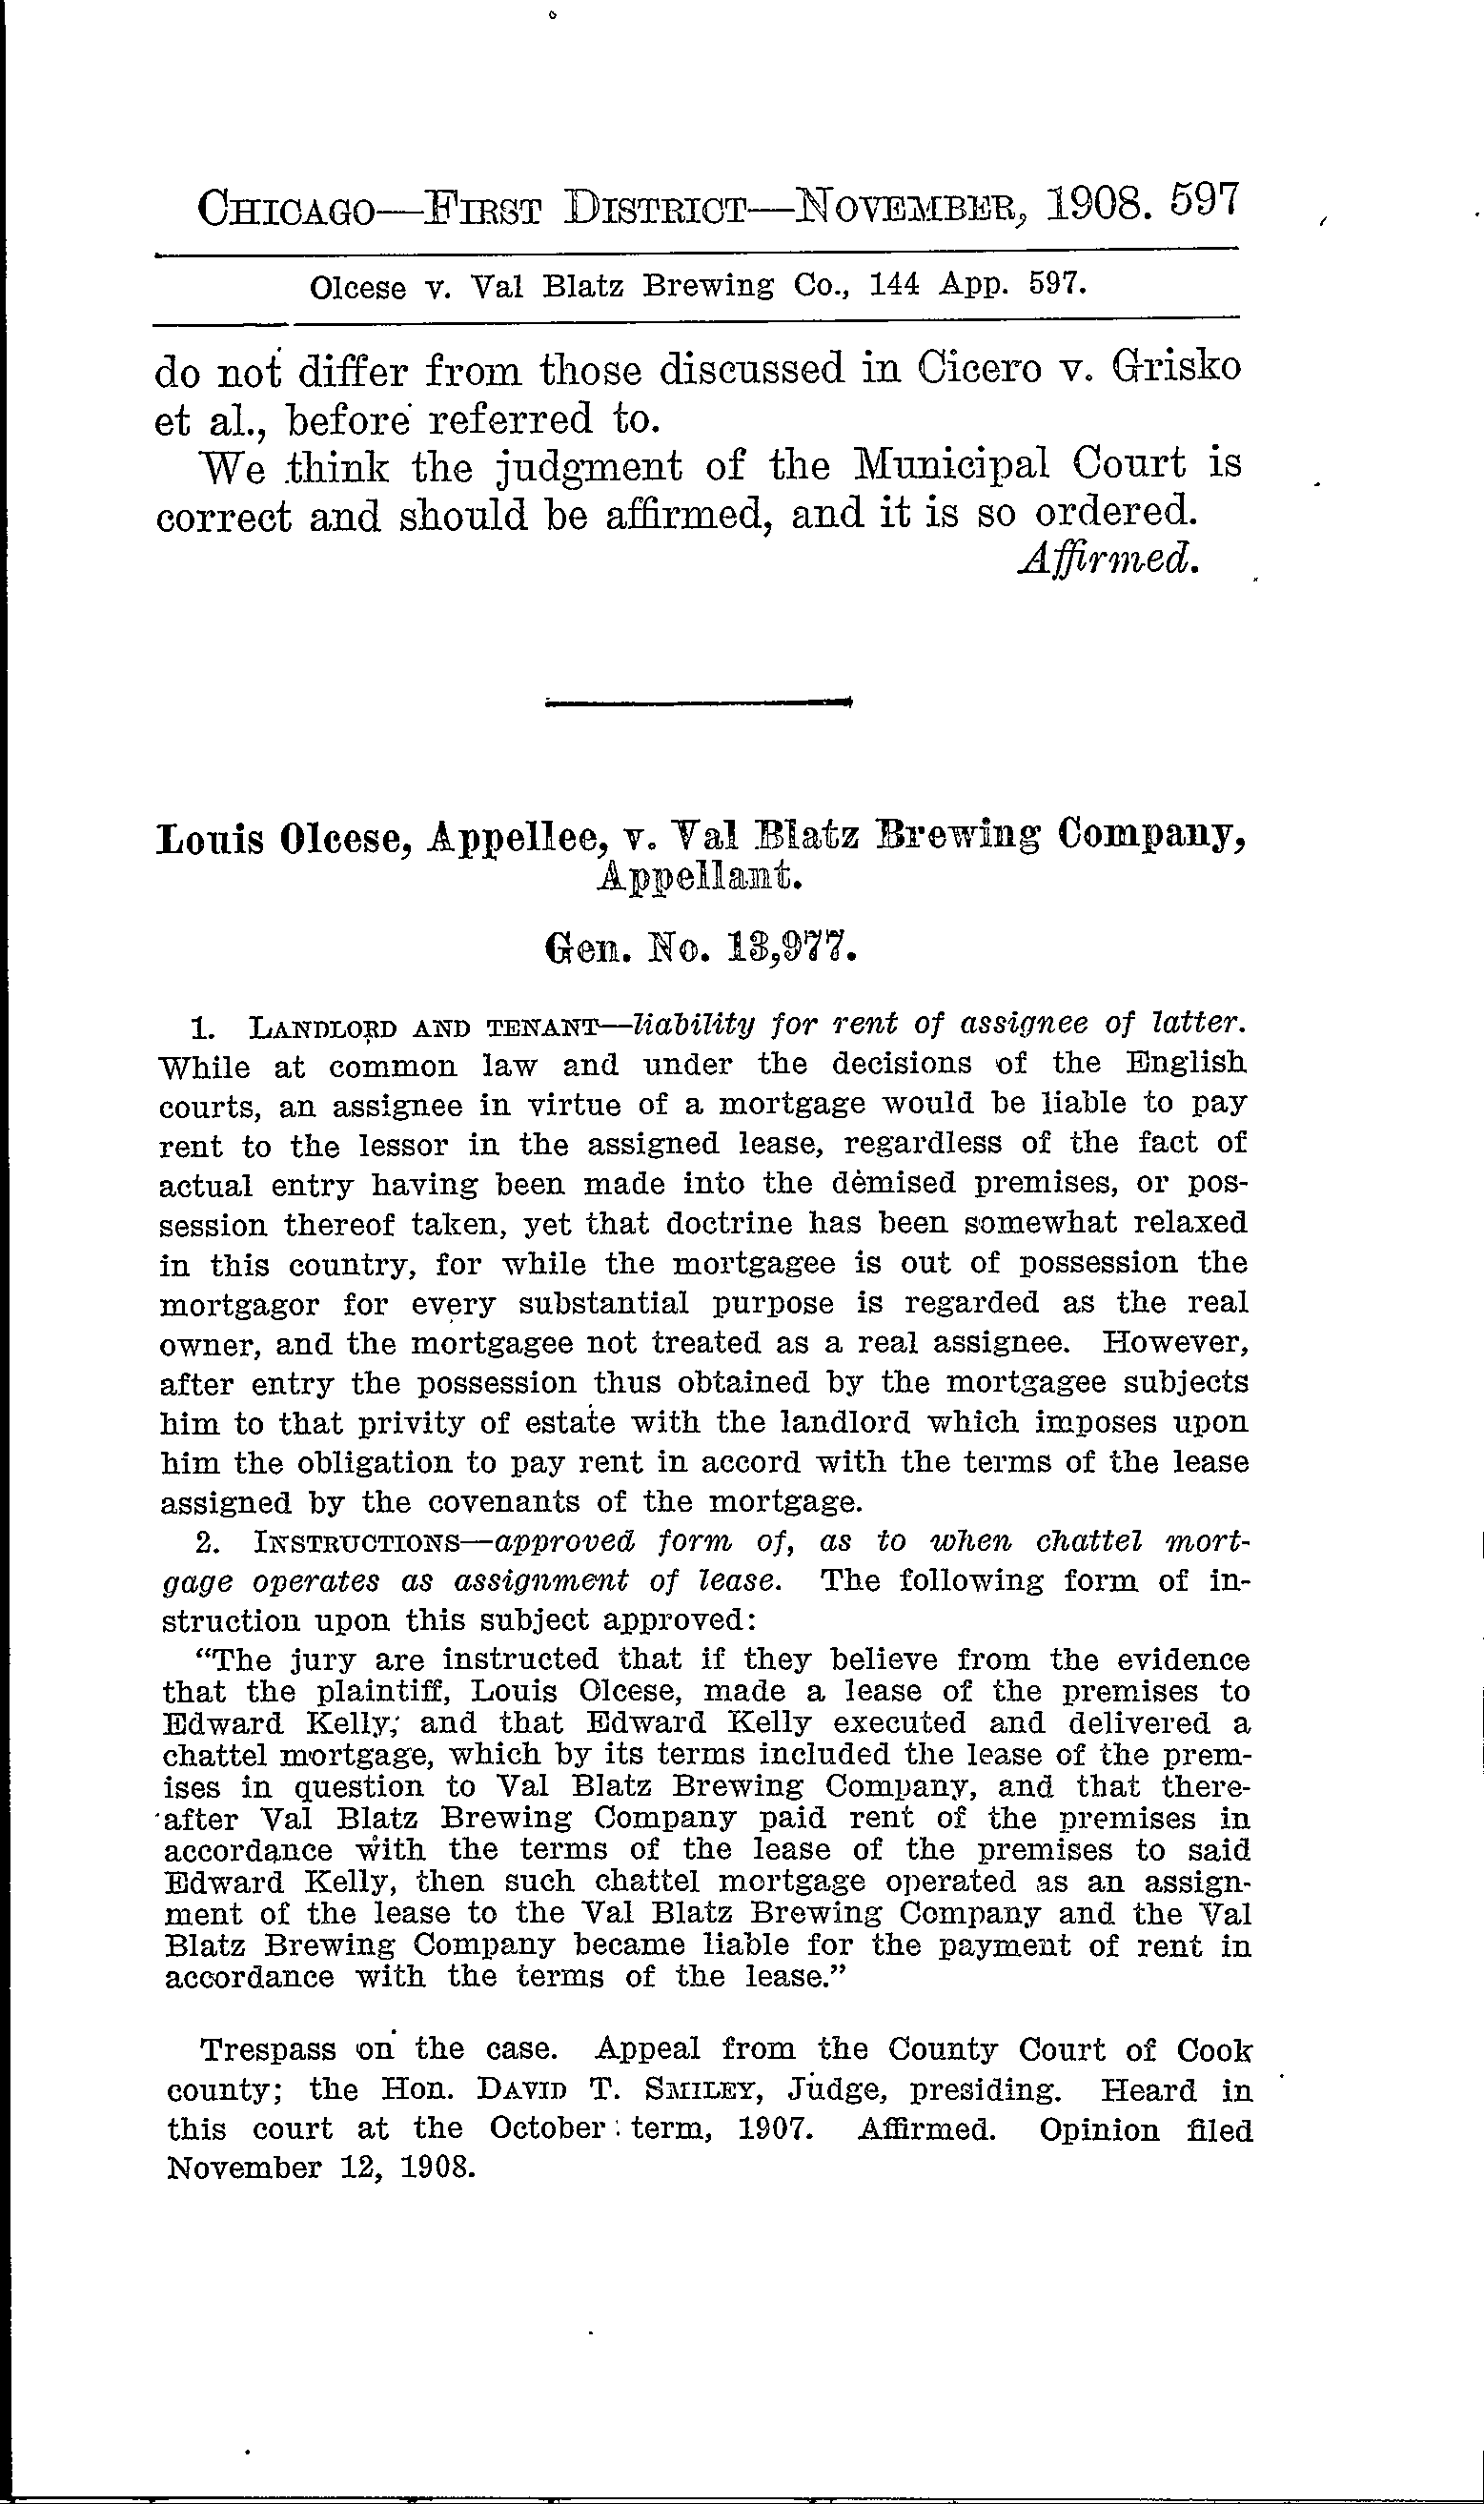 CHICAGO—FIRST DISTRICT—NOVEMBER, 1908. 597
Olcese v. Val Blatz Brewing Co., 144 App. 597.
do not differ from those discussed in Cicero v. Grisko
et al., before referred to.
We think the judgment of the Municipal Court is
correct and should be affirmed, and it is so ordered.
Affirmed.
Louis Olcese, Appellee, v. Val Blatz Brewing Company,
Appellant.
Gen. No. 13,977.
1. LANDLORD AND TENANT—liability for rent of assignee of latter.
While at common law and under the decisions of the English
courts, an assignee in virtue of a mortgage would be liable to pay
rent to the lessor in the assigned lease, regardless of the fact of
actual entry having been made into the demised premises, or pos-
session thereof taken, yet that doctrine has been somewhat relaxed
in this country, for while the mortgagee is out of possession the
mortgagor for every substantial purpose is regarded as the real
owner, and the mortgagee not treated as a real assignee. However,
after entry the possession thus obtained by the mortgagee subjects
him to that privity of estate with the landlord which imposes upon
him the obligation to pay rent in accord with the terms of the lease
assigned by the covenants of the mortgage.
2. INSTRUCTIONS—approved form of, as to when chattel mort-
gage operates as assignment of lease. The following form of in-
struction upon this subject approved:
"The jury are instructed that if they believe from the evidence
that the plaintiff, Louis Olcese, made a lease of the premises to
Edward Kelly, and that Edward Kelly executed and delivered a
chattel mortgage, which by its terms included the lease of the prem-
ises in question to Val Blatz Brewing Company, and that there-
after Val Blatz Brewing Company paid rent of the premises in
accordance with the terms of the lease of the premises to said
Edward Kelly, then such chattel mortgage operated as an assign-
ment of the lease to the Val Blatz Brewing Company and the Val
Blatz Brewing Company became liable for the payment of rent in
accordance with the terms of the lease."
Trespass on the case. Appeal from the County Court of Cook
county; the Hon. DAVID T. SMILEY, Judge, presiding. Heard in
this court at the October term, 1907. Affirmed. Opinion filed
November 12, 1908.